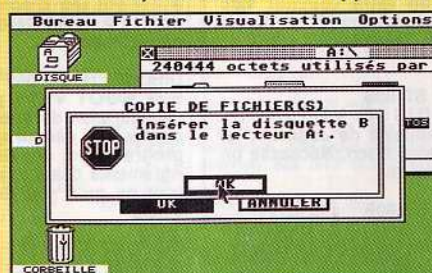 Bureau Fichier Visualisation Options
A:\
DISQUE
240444 octets utilisés par
COPIE DE FICHIER(S)
Insérer la disquette B
dans le lecteur A:.
STOP
OK
OK ANNULER
CORBEILLE